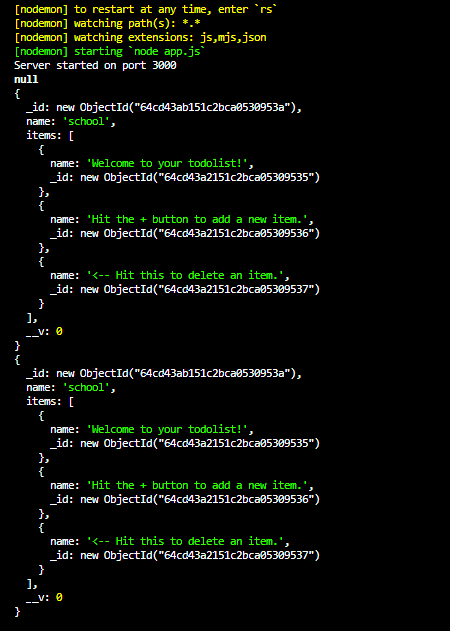 [nodemon] to restart at any time, enter `rs`
[nodemon] watching path(s): *.*
[nodemon] watching extensions: js,mjs,json
[nodemon] starting `node app.js`
Server started on port 3000
null
{
  _id: new ObjectId("64cd43ab151c2bca0530953a"),
  name: 'school',
  items: [
    {
      name: 'Welcome to your todolist!',
      _id: new ObjectId("64cd43a2151c2bca05309535")
    },
    {
      name: 'Hit the + button to add a new item.',
      _id: new ObjectId("64cd43a2151c2bca05309536")
    },
    {
      name: '<-- Hit this to delete an item.',
      _id: new ObjectId("64cd43a2151c2bca05309537")
    }
  ],
  __v: 0
}
{
  _id: new ObjectId("64cd43ab151c2bca0530953a"),
  name: 'school',
  items: [
    {
      name: 'Welcome to your todolist!',
      _id: new ObjectId("64cd43a2151c2bca05309535")
    },
    {
      name: 'Hit the + button to add a new item.',
      _id: new ObjectId("64cd43a2151c2bca05309536")
    },
    {
      name: '<-- Hit this to delete an item.',
      _id: new ObjectId("64cd43a2151c2bca05309537")
    }
  ],
  __v: 0
}